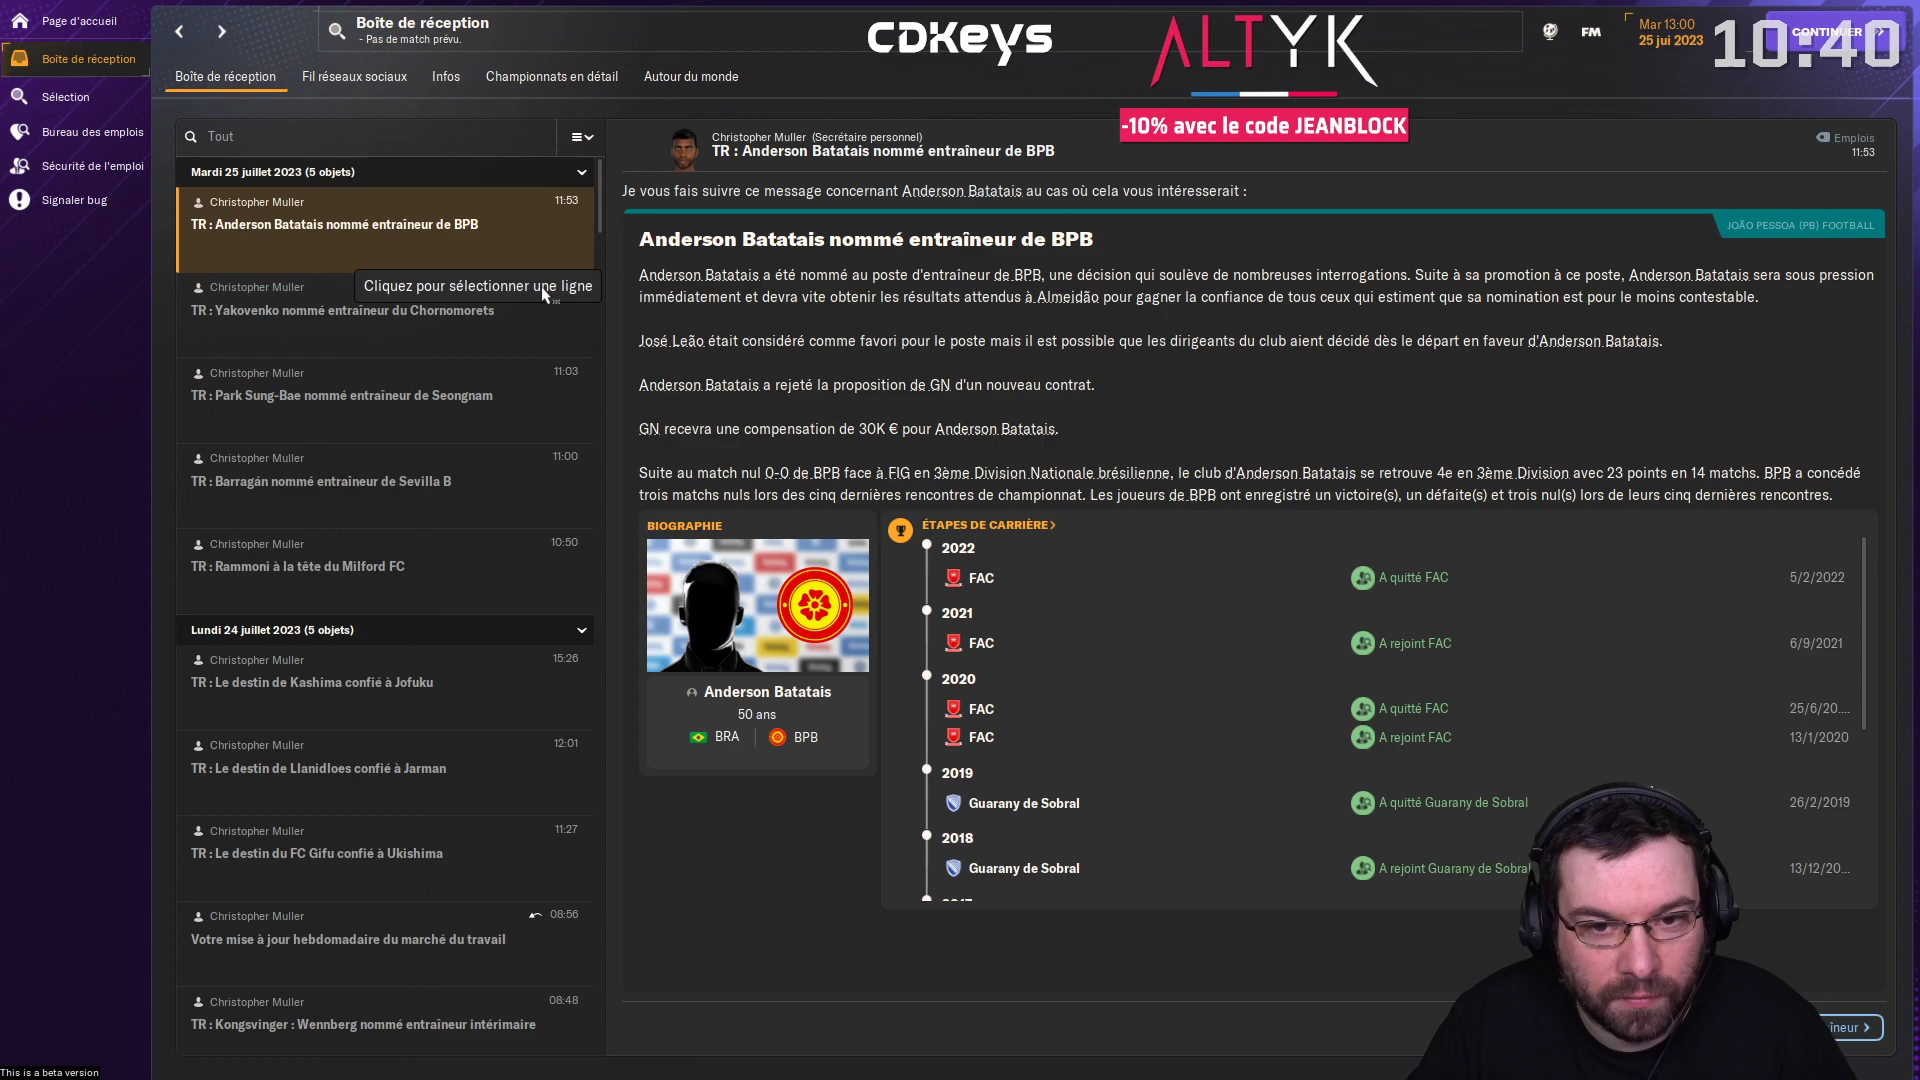 Page d'accueil
Boîte de réception
Sélection
Bureau des emplois
Sécurité de l'emploi
Signaler bug
This is a beta version
Boîte de réception
- Pas de match prévu.
CDKeys
ALTYK
-10% avec le code JEANBLOCK
FM
Mar 13:00
25 jui 2023
CONTINUER
10:40
Boîte de réception
Fil réseaux sociaux
Infos
Championnats en détail
Autour du monde
Tout
Mardi 25 juillet 2023 (5 objets)
Christopher Muller
11:53
TR : Anderson Batatais nommé entraîneur de BPB
Christopher Muller
Cliquez pour sélectionner une ligne
TR : Yakovenko nommé entraîneur du Chornomorets
Christopher Muller
11:03
TR : Park Sung-Bae nommé entraîneur de Seongnam
Christopher Muller
11:00
TR : Barragán nommé entraîneur de Sevilla B
Christopher Muller
10:50
TR : Rammoni à la tête du Milford FC
Lundi 24 juillet 2023 (5 objets)
Christopher Muller
15:26
TR : Le destin de Kashima confié à Jofuku
Christopher Muller
12:01
TR : Le destin de Llanidloes confié à Jarman
Christopher Muller
11:27
TR : Le destin du FC Gifu confié à Ukishima
Christopher Muller
08:56
Votre mise à jour hebdomadaire du marché du travail
Christopher Muller
08:48
TR : Kongsvinger : Wennberg nommé entraîneur intérimaire
Christopher Muller (Secrétaire personnel)
TR : Anderson Batatais nommé entraîneur de BPB
Emplois
11:53
Je vous fais suivre ce message concernant Anderson Batatais au cas où cela vous intéresserait :
JOÃO PESSOA (PB) FOOTBALL
Anderson Batatais nommé entraîneur de BPB
Anderson Batatais a été nommé au poste d'entraîneur de BPB, une décision qui soulève de nombreuses interrogations. Suite à sa promotion à ce poste, Anderson Batatais sera sous pression
immédiatement et devra vite obtenir les résultats attendus à Almeidão pour gagner la confiance de tous ceux qui estiment que sa nomination est pour le moins contestable.
José Leão était considéré comme favori pour le poste mais il est possible que les dirigeants du club aient décidé dès le départ en faveur d'Anderson Batatais.
Anderson Batatais a rejeté la proposition de GN d'un nouveau contrat.
GN recevra une compensation de 30K € pour Anderson Batatais.
Suite au match nul 0-0 de BPB face à FIG en 3ème Division Nationale brésilienne, le club d'Anderson Batatais se retrouve 4e en 3ème Division avec 23 points en 14 matchs. BPB a concédé
trois matchs nuls lors des cinq dernières rencontres de championnat. Les joueurs de BPB ont enregistré un victoire(s), un défaite(s) et trois nul(s) lors de leurs cinq dernières rencontres.
BIOGRAPHIE
Anderson Batatais
50 ans
BRA
BPB
ÉTAPES DE CARRIÈRE
2022
FAC
A quitté FAC
5/2/2022
2021
FAC
A rejoint FAC
6/9/2021
2020
FAC
A quitté FAC
25/6/20....
FAC
A rejoint FAC
13/1/2020
2019
Guarany de Sobral
A quitté Guarany de Sobral
26/2/2019
2018
Guarany de Sobral
A rejoint Guarany de Sobral
13/12/20...
îneur